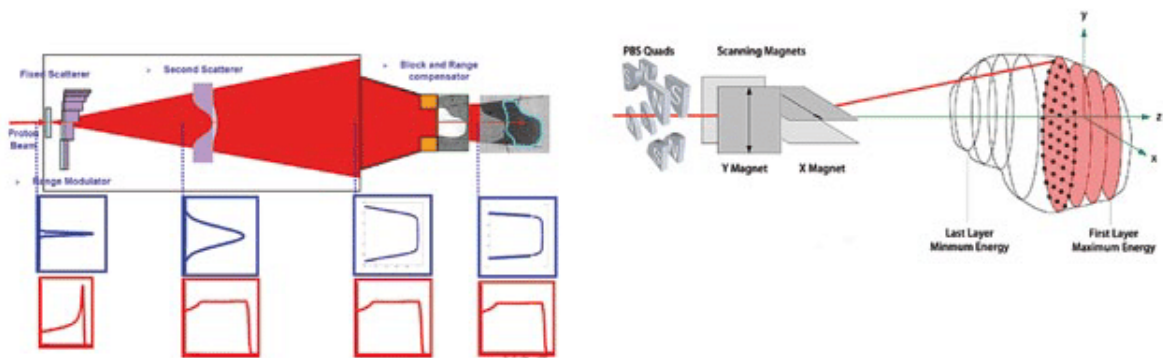 Fixed Scatterer
Second Scatterer
Block and Range
compensator
Proton
Beam
Range Modulator
PBS Quads
Scanning Magnets
Y Magnet
X Magnet
y
z
x
Last Layer
Minmum Energy
First Layer
Maximum Energy